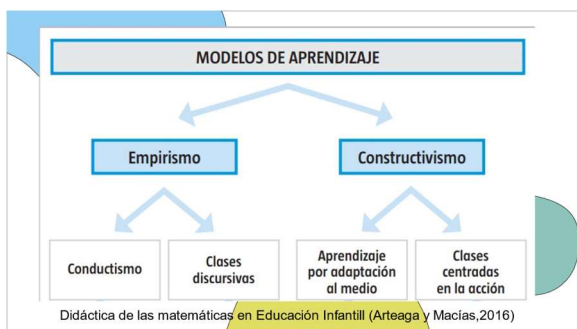 MODELOS DE APRENDIZAJE
Empirismo
Constructivismo
Conductismo
Clases
discursivas
Aprendizaje
por adaptación
al medio
Clases
centradas
en la acción
Didáctica de las matemáticas en Educación Infantill (Arteaga y Macías,2016)